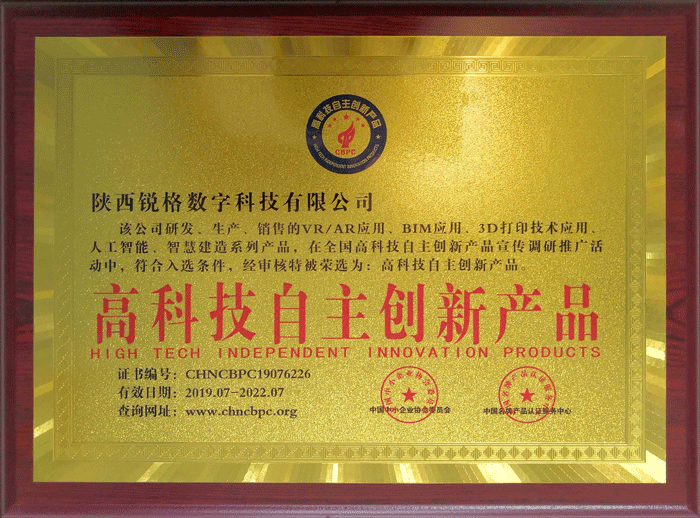 高科技自主创新产品
CBPC
HIGH TECH INDEPENDENT INNOVATION PRODUCTS
陕西锐格数字科技有限公司
该公司研发、生产、销售的VR/AR应用、BIM应用、3D打印技术应用、
人工智能、智慧建造系列产品，在全国高科技自主创新产品宣传调研推广活
动中，符合入选条件，经审核特被荣选为：高科技自主创新产品。
高科技自主创新产品
HIGH TECH INDEPENDENT INNOVATION PRODUCTS
证书编号：CHNCBPC19076226
有效日期：2019.07-2022.07
查询网址：www.chncbpc.org
中国中小企业协会委员会
中国名牌产品认证服务中心